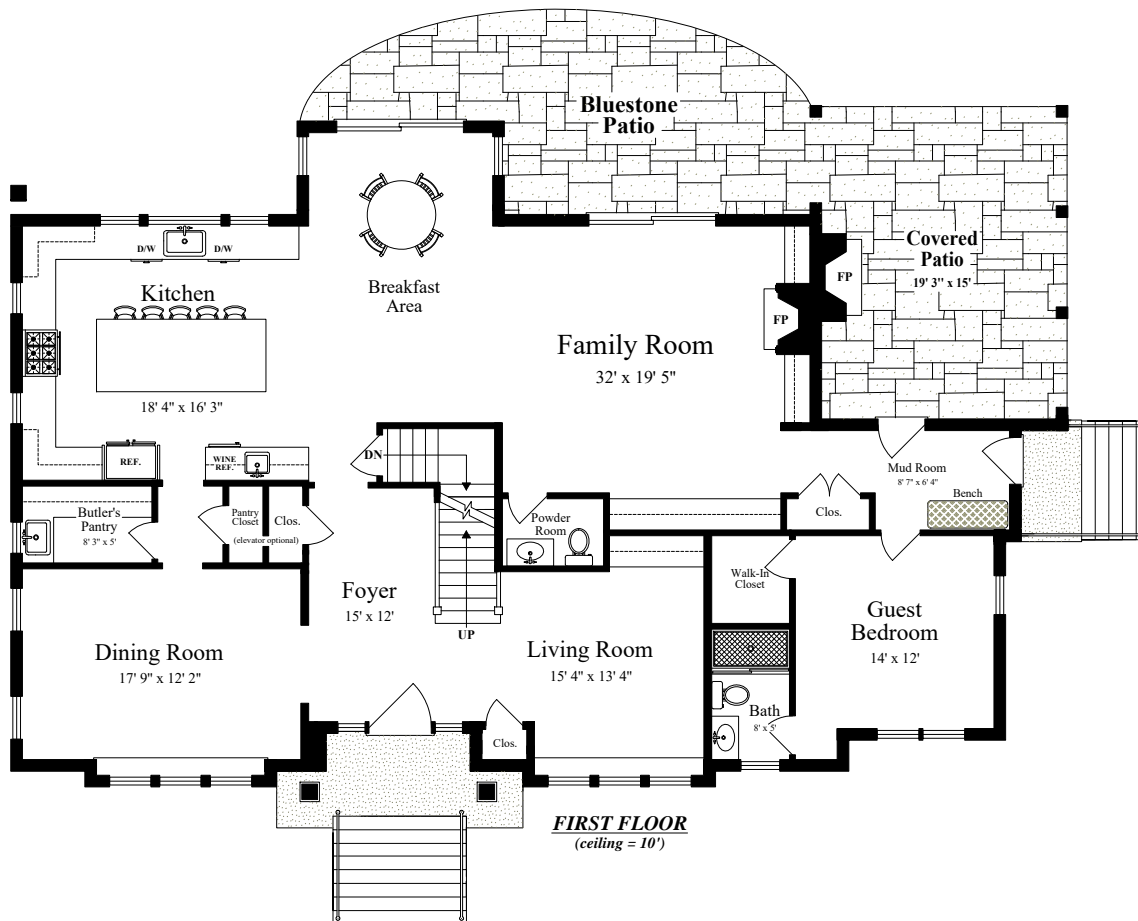 Bluestone
Patio
Covered
Patio
19' 3" x 15'
D/W
D/W
Kitchen
Breakfast
Area
FP
FP
Family Room
32' x 19' 5"
18' 4" x 16' 3"
REF.
WINE
REF.
DN
Mud Room
8' 7" x 6' 4"
Bench
Clos.
Butler's
Pantry
8' 3" x 5'
Pantry
Closet
Clos.
(elevator optional)
Powder
Room
Walk-In
Closet
Foyer
15' x 12'
UP
Guest
Bedroom
14' x 12'
Dining Room
17' 9" x 12' 2"
Living Room
15' 4" x 13' 4"
Bath
8' x 5'
Clos.
FIRST FLOOR
(ceiling = 10')